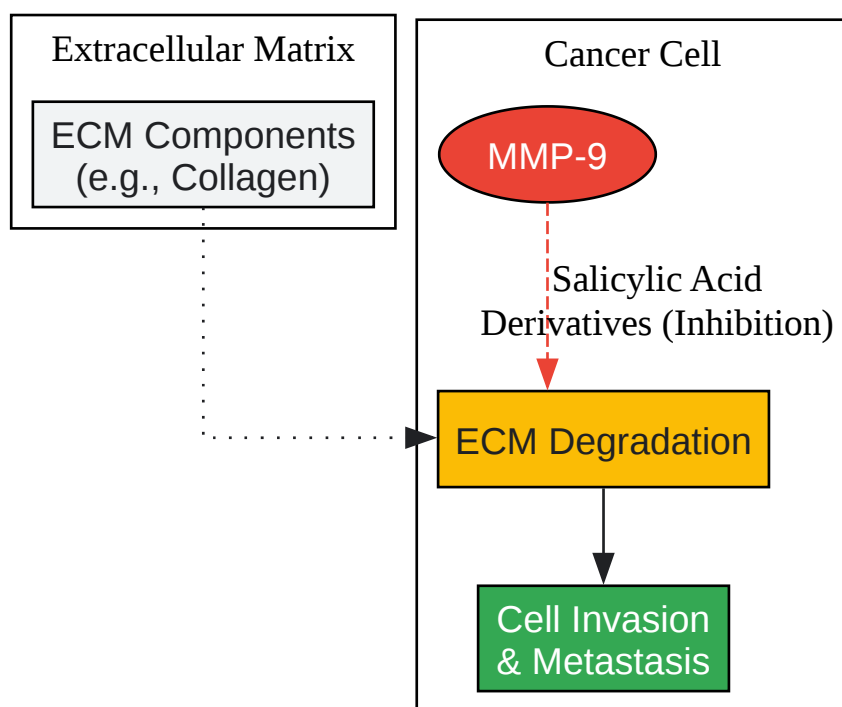 Extracellular Matrix
ECM Components
(e.g., Collagen)
Cancer Cell
MMP-9
Salicylic Acid
Derivatives (Inhibition)
ECM Degradation
Cell Invasion
& Metastasis